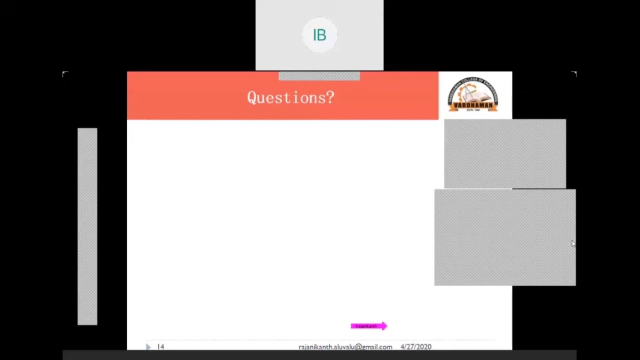 IB
Questions?
VARDHAMAN
14
rajanikanth.aluvalu@gmail.com
4/27/2020